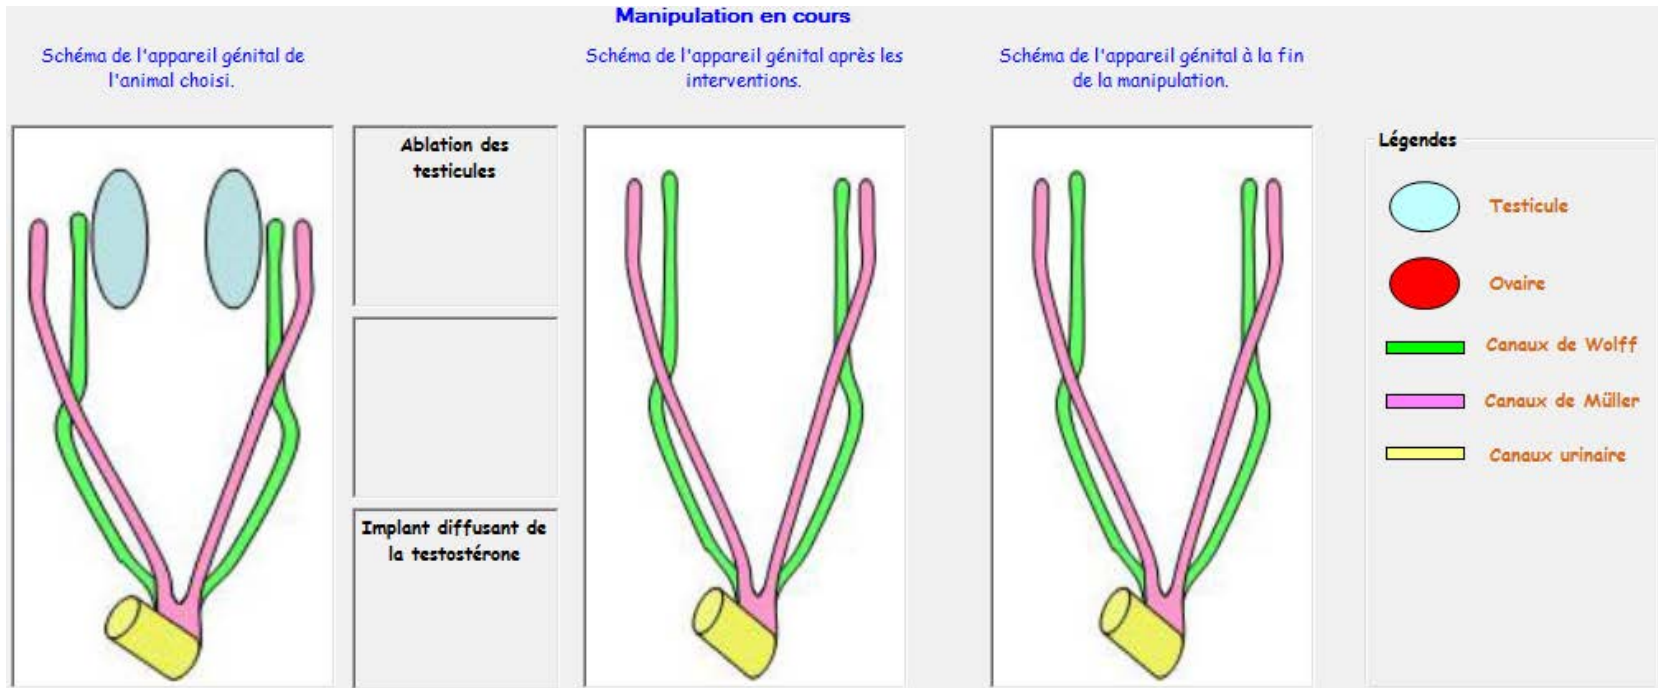 Manipulation en cours
Schéma de l'appareil génital de
l'animal choisi.
Schéma de l'appareil génital après les
interventions.
Schéma de l'appareil génital à la fin
de la manipulation.
Ablation des
testicules
Implant diffusant de
la testostérone
Légendes
Testicule
Ovaire
Canaux de Wolff
Canaux de Müller
Canaux urinaire